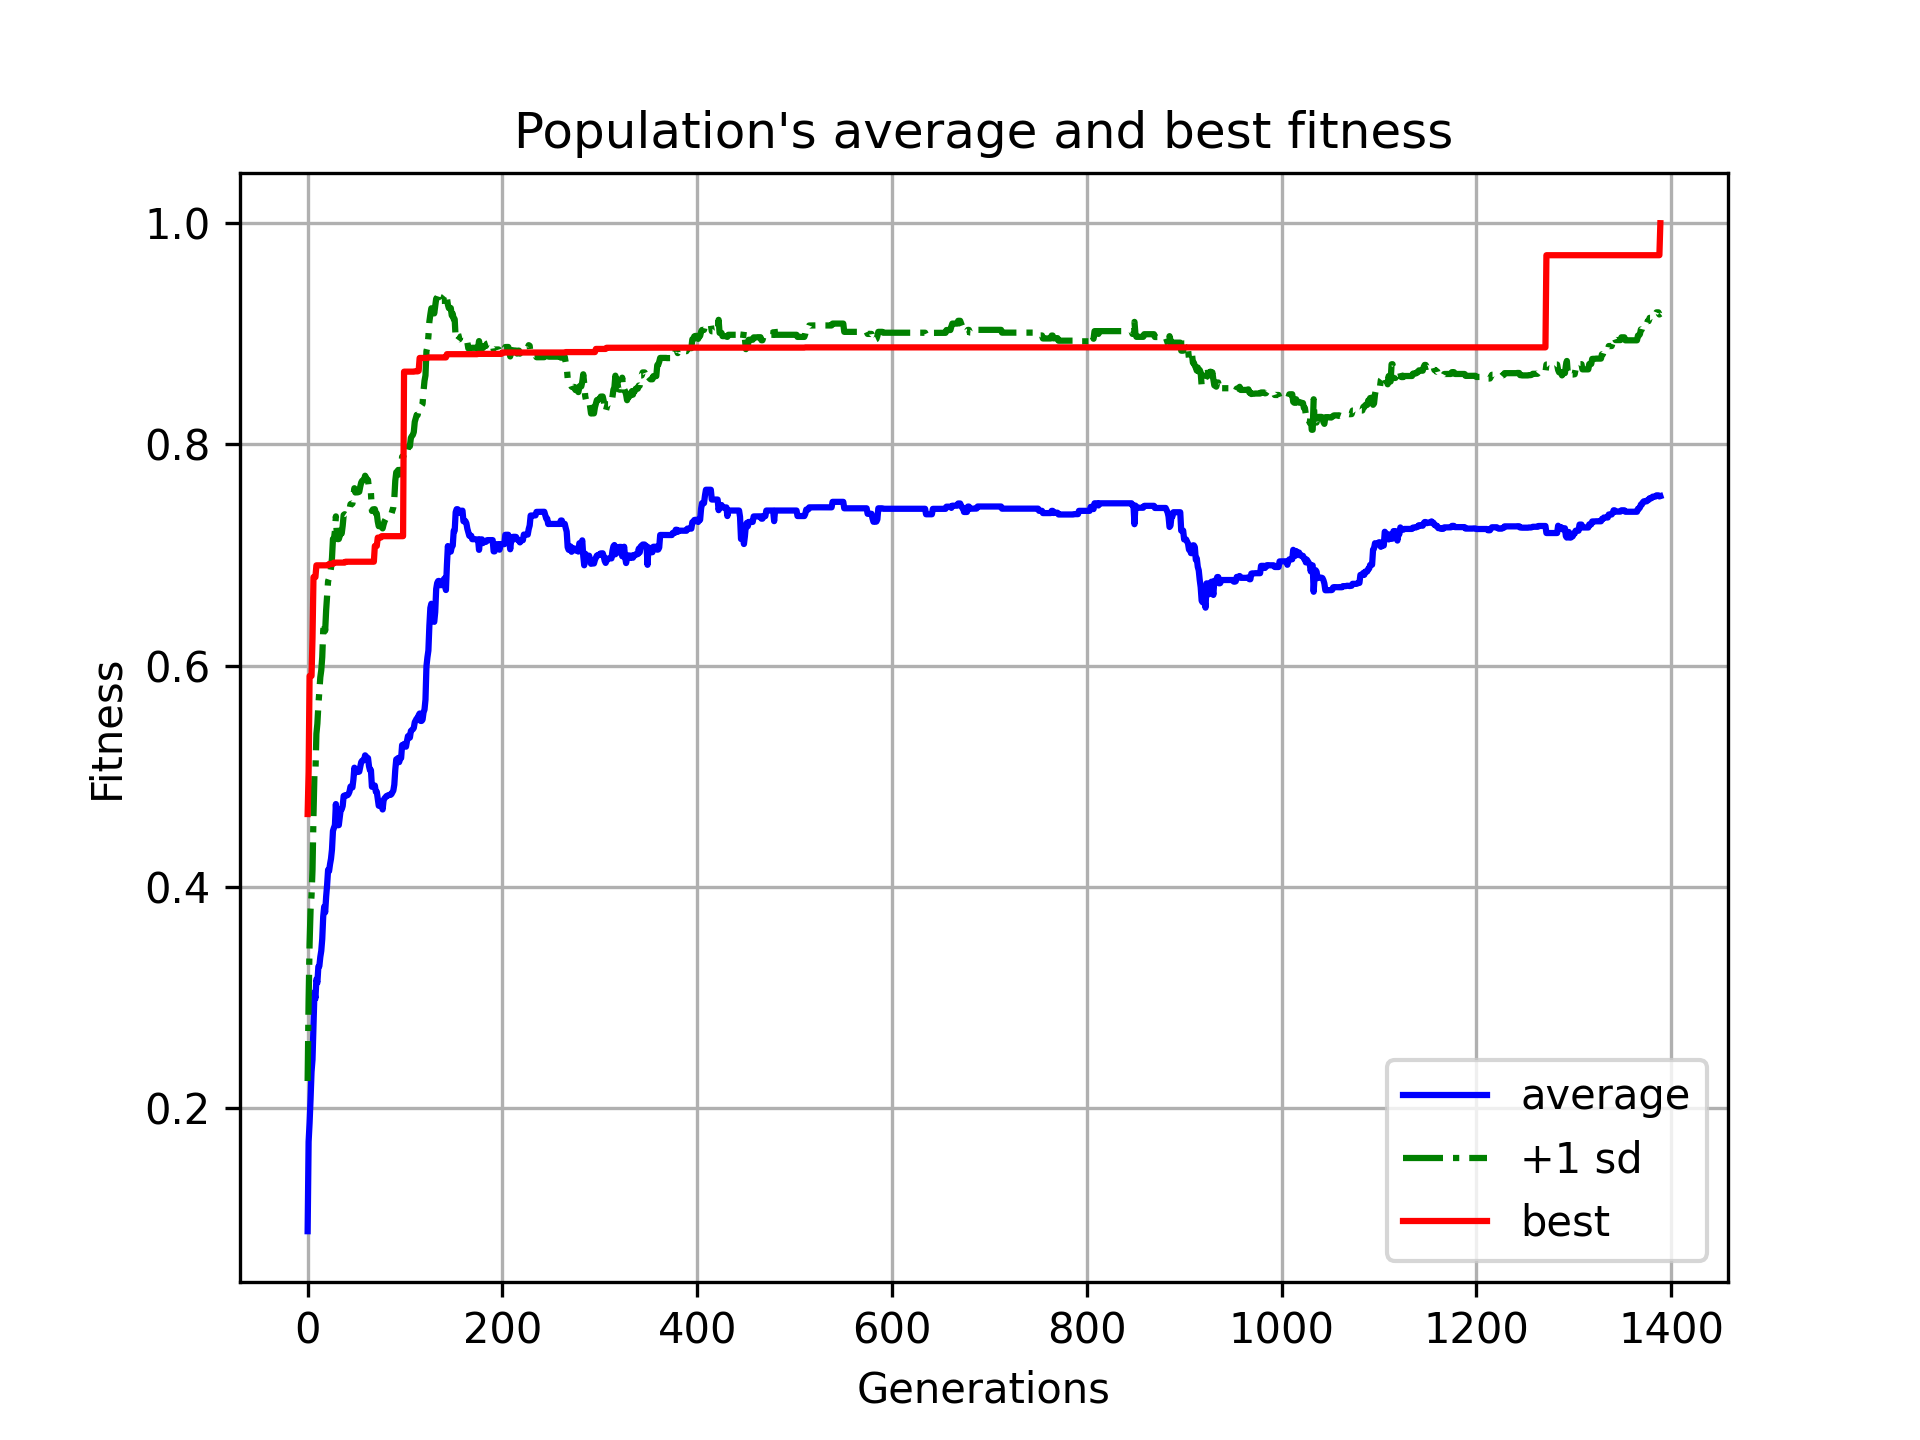 Population's average and best fitness
1.0
0.8
0.6
0.4
0.2
Fitness
0 200 400 600 800 1000 1200 1400
Generations
average
+1 sd
best